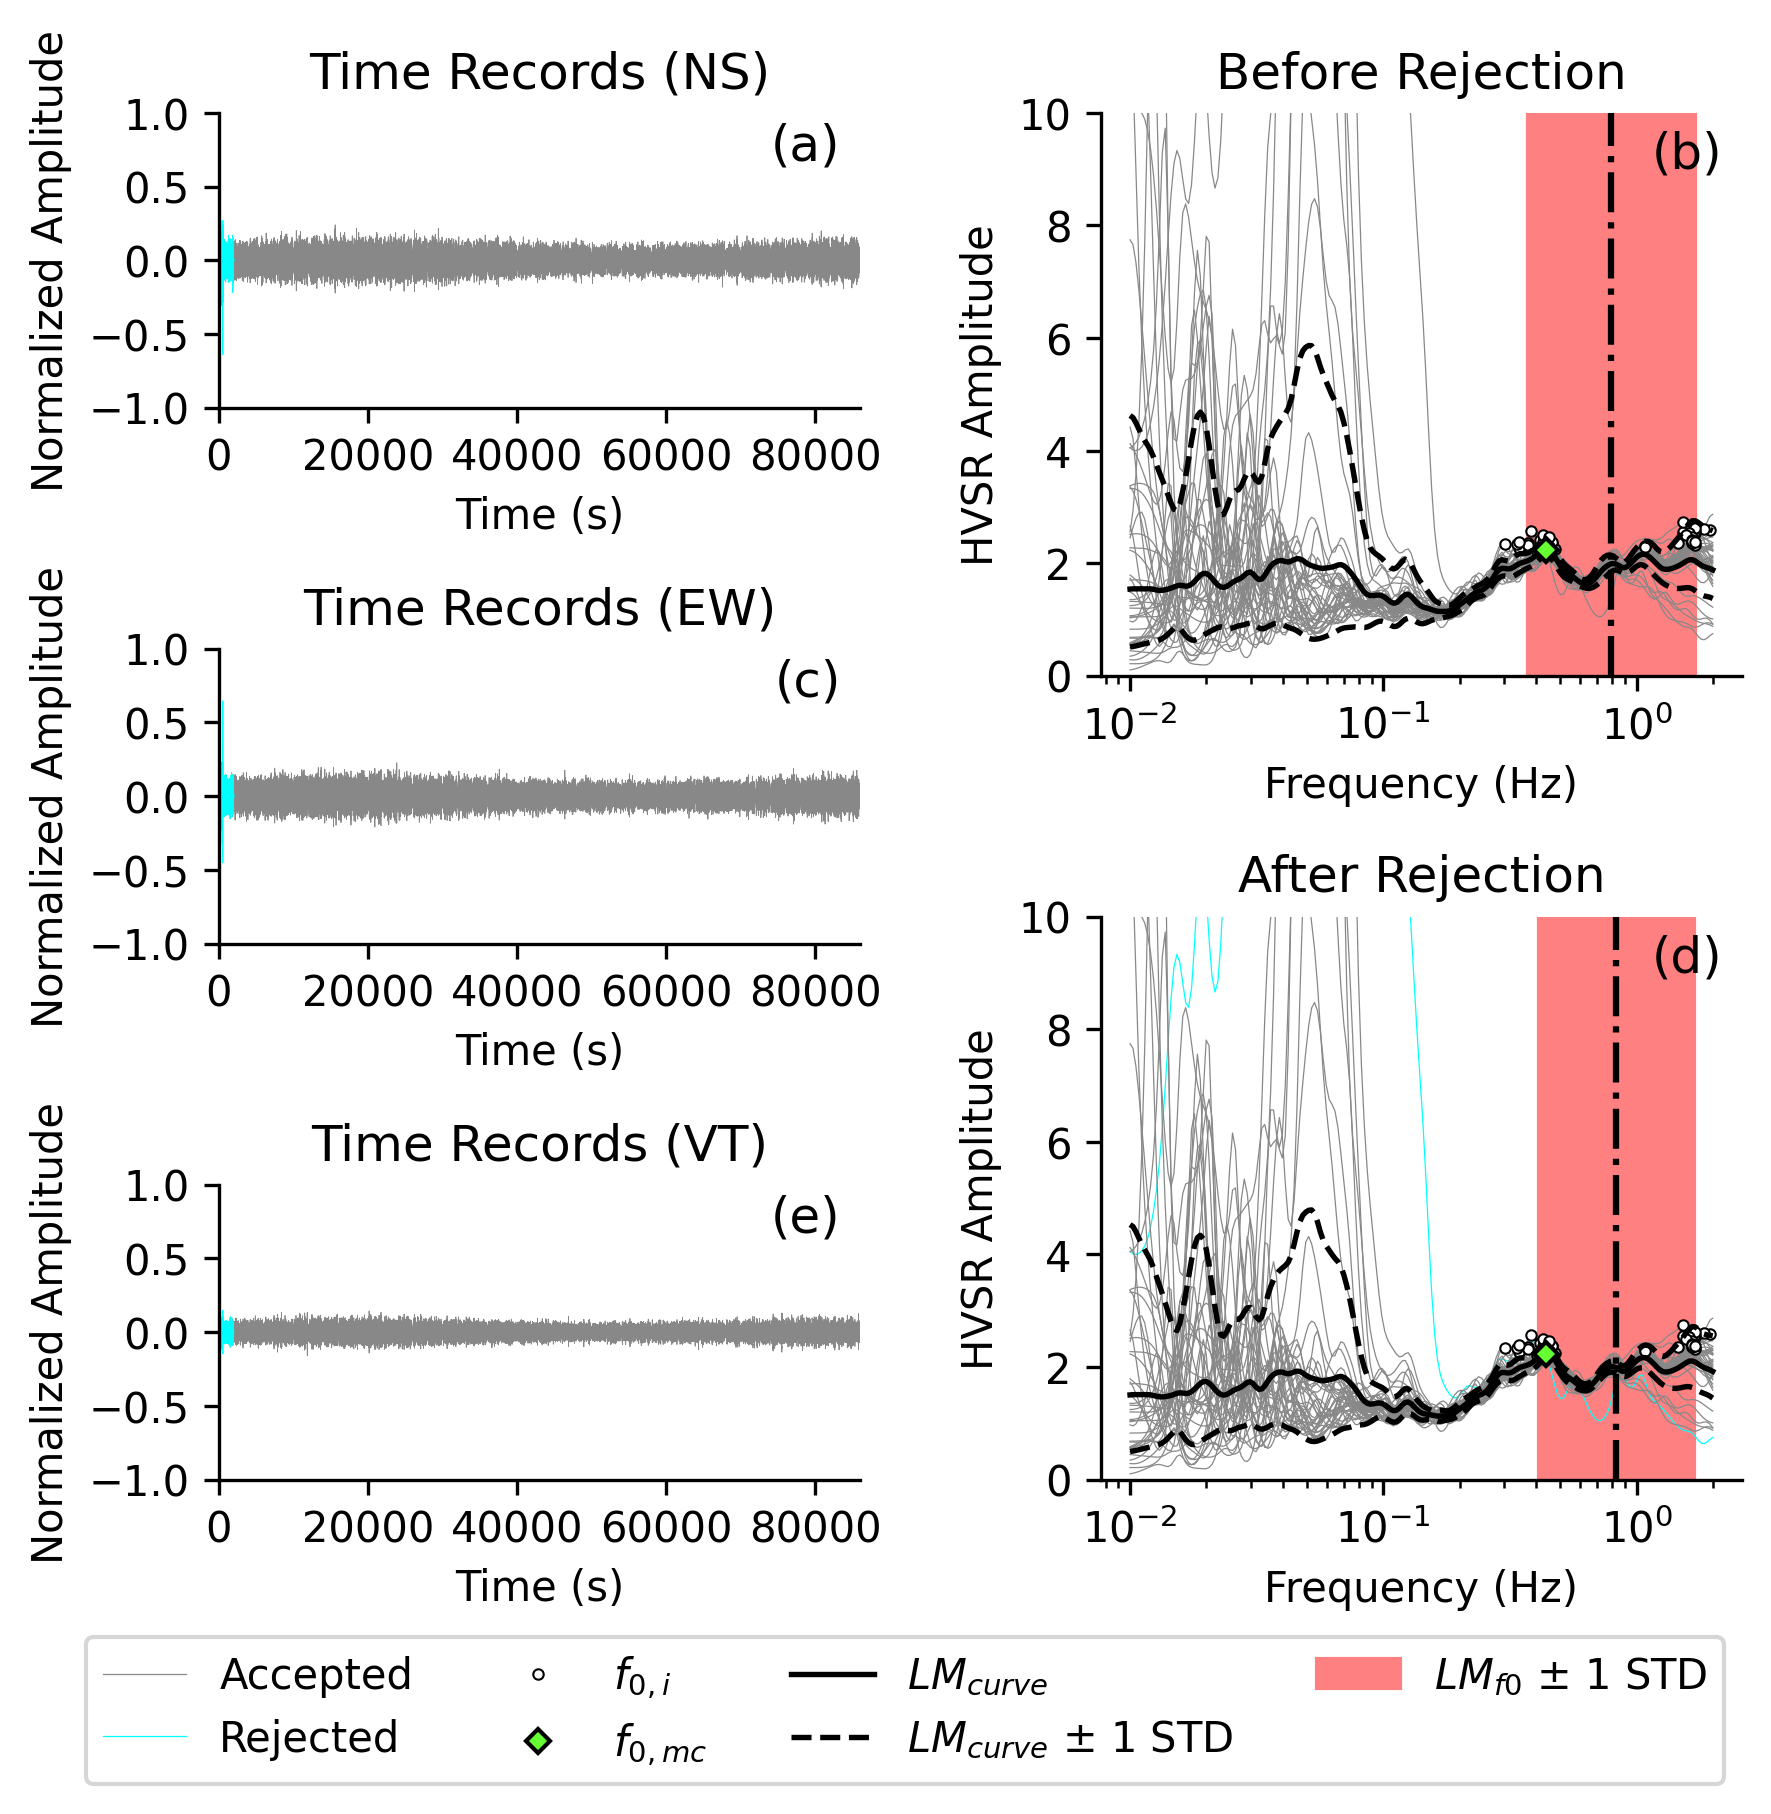 Time Records (NS)
Normalized Amplitude
1.0
0.5
0.0
−0.5
−1.0
(a)
0 20000 40000 60000 80000
Time (s)
Before Rejection
HVSR Amplitude
10
8
6
4
2
0
(b)
10⁻² 10⁻¹ 10⁰
Frequency (Hz)
Time Records (EW)
Normalized Amplitude
1.0
0.5
0.0
−0.5
−1.0
(c)
0 20000 40000 60000 80000
Time (s)
After Rejection
HVSR Amplitude
10
8
6
4
2
0
(d)
10⁻² 10⁻¹ 10⁰
Frequency (Hz)
Time Records (VT)
Normalized Amplitude
1.0
0.5
0.0
−0.5
−1.0
(e)
0 20000 40000 60000 80000
Time (s)
Accepted
Rejected
f0,i
f0,mc
LMcurve
LMcurve ± 1 STD
LMf0 ± 1 STD